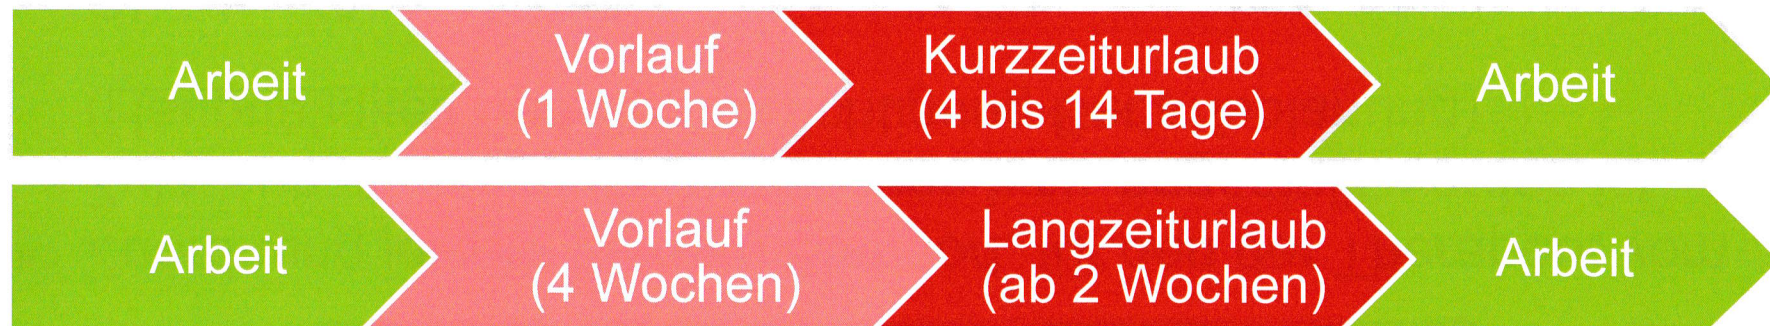 Arbeit
Vorlauf
(1 Woche)
Kurzzeiturlaub
(4 bis 14 Tage)
Arbeit
Arbeit
Vorlauf
(4 Wochen)
Langzeiturlaub
(ab 2 Wochen)
Arbeit